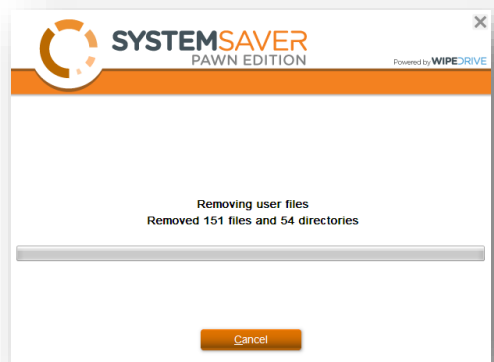 SYSTEMSAVER
PAWN EDITION
Powered by WIPEDRIVE
Removing user files
Removed 151 files and 54 directories
Cancel